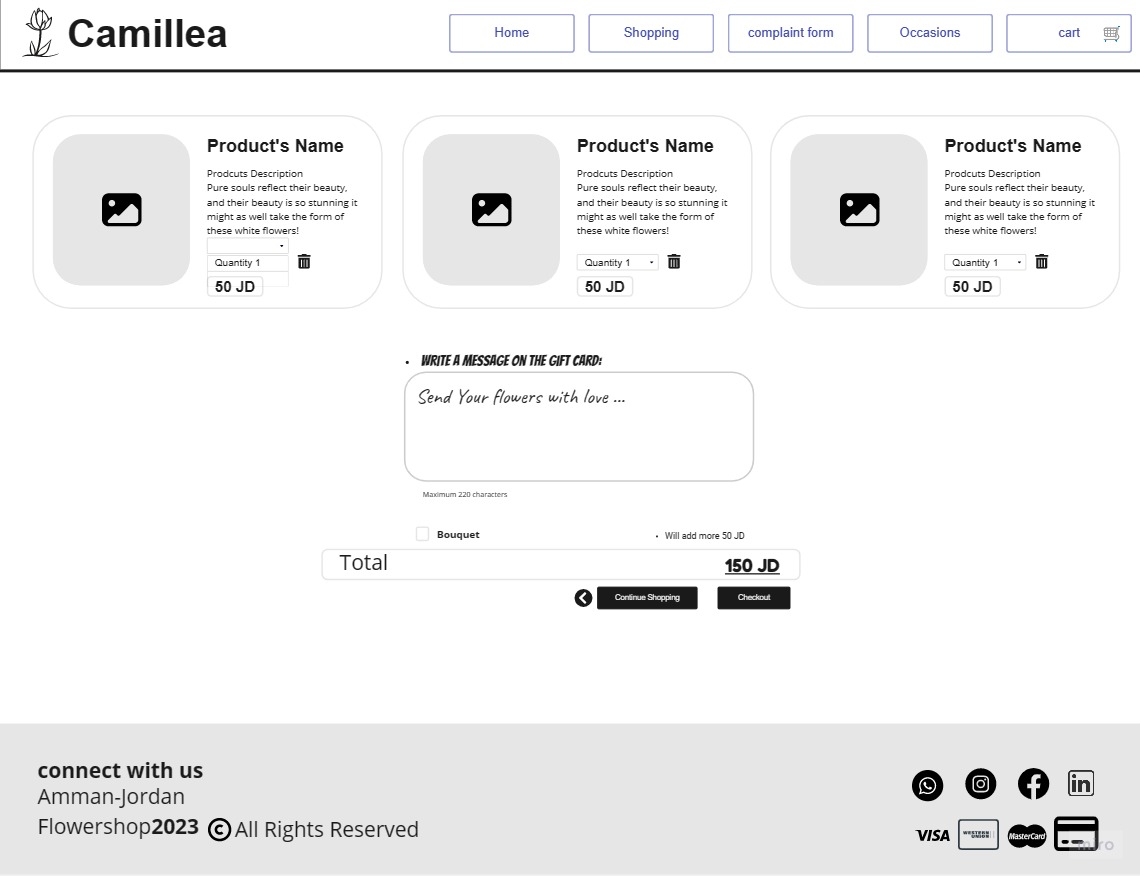 Camillea
Home
Shopping
complaint form
Occasions
cart
Product's Name
Prodcuts Description
Pure souls reflect their beauty,
and their beauty is so stunning it
might as well take the form of
these white flowers!
Quantity 1
50 JD
Product's Name
Prodcuts Description
Pure souls reflect their beauty,
and their beauty is so stunning it
might as well take the form of
these white flowers!
Quantity 1
50 JD
Product's Name
Prodcuts Description
Pure souls reflect their beauty,
and their beauty is so stunning it
might as well take the form of
these white flowers!
Quantity 1
50 JD
• WRITE A MESSAGE ON THE GIFT CARD:
Send Your flowers with love ...
Maximum 220 characters
Bouquet
• Will add more 50 JD
Total
150 JD
Continue Shopping
Checkout
connect with us
Amman-Jordan
Flowershop2023 © All Rights Reserved
in
VISA
WESTERN UNION
MasterCard
miro